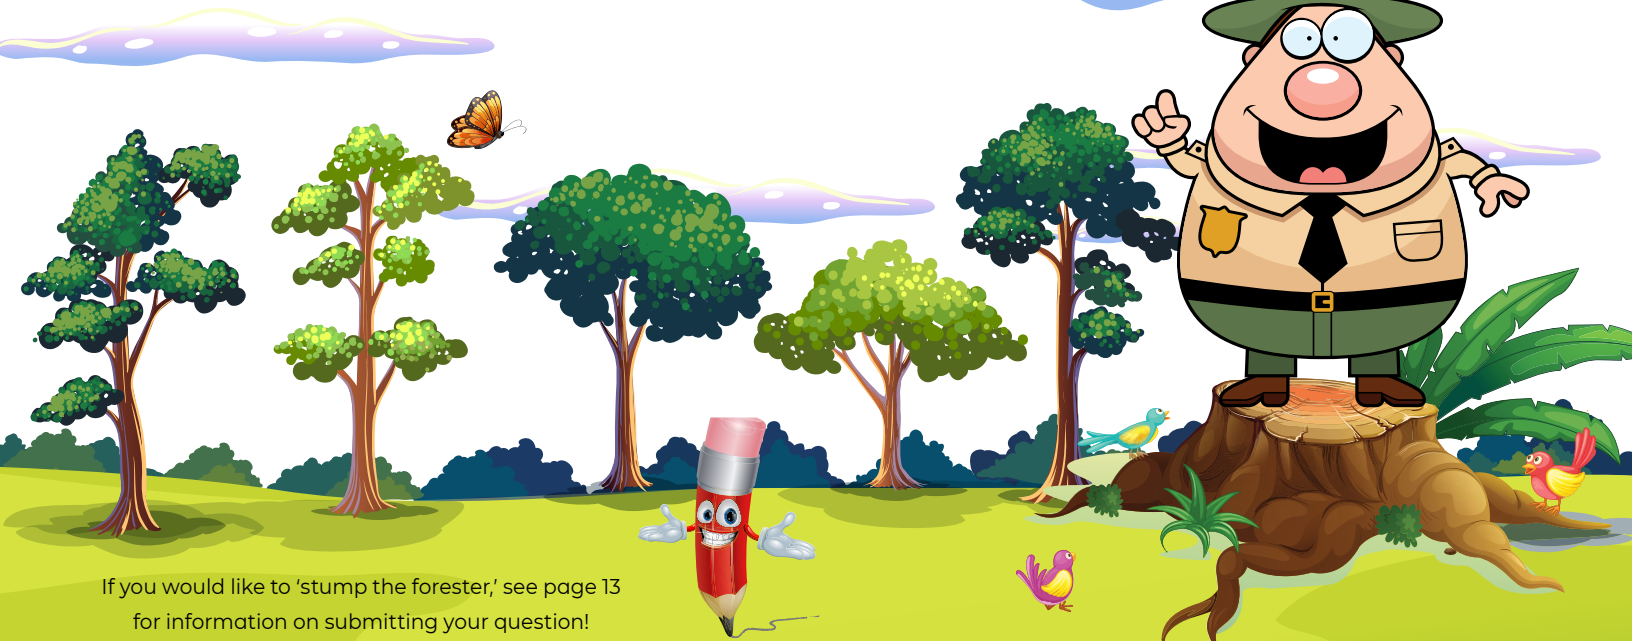 If you would like to ‘stump the forester,’ see page 13
for information on submitting your question!